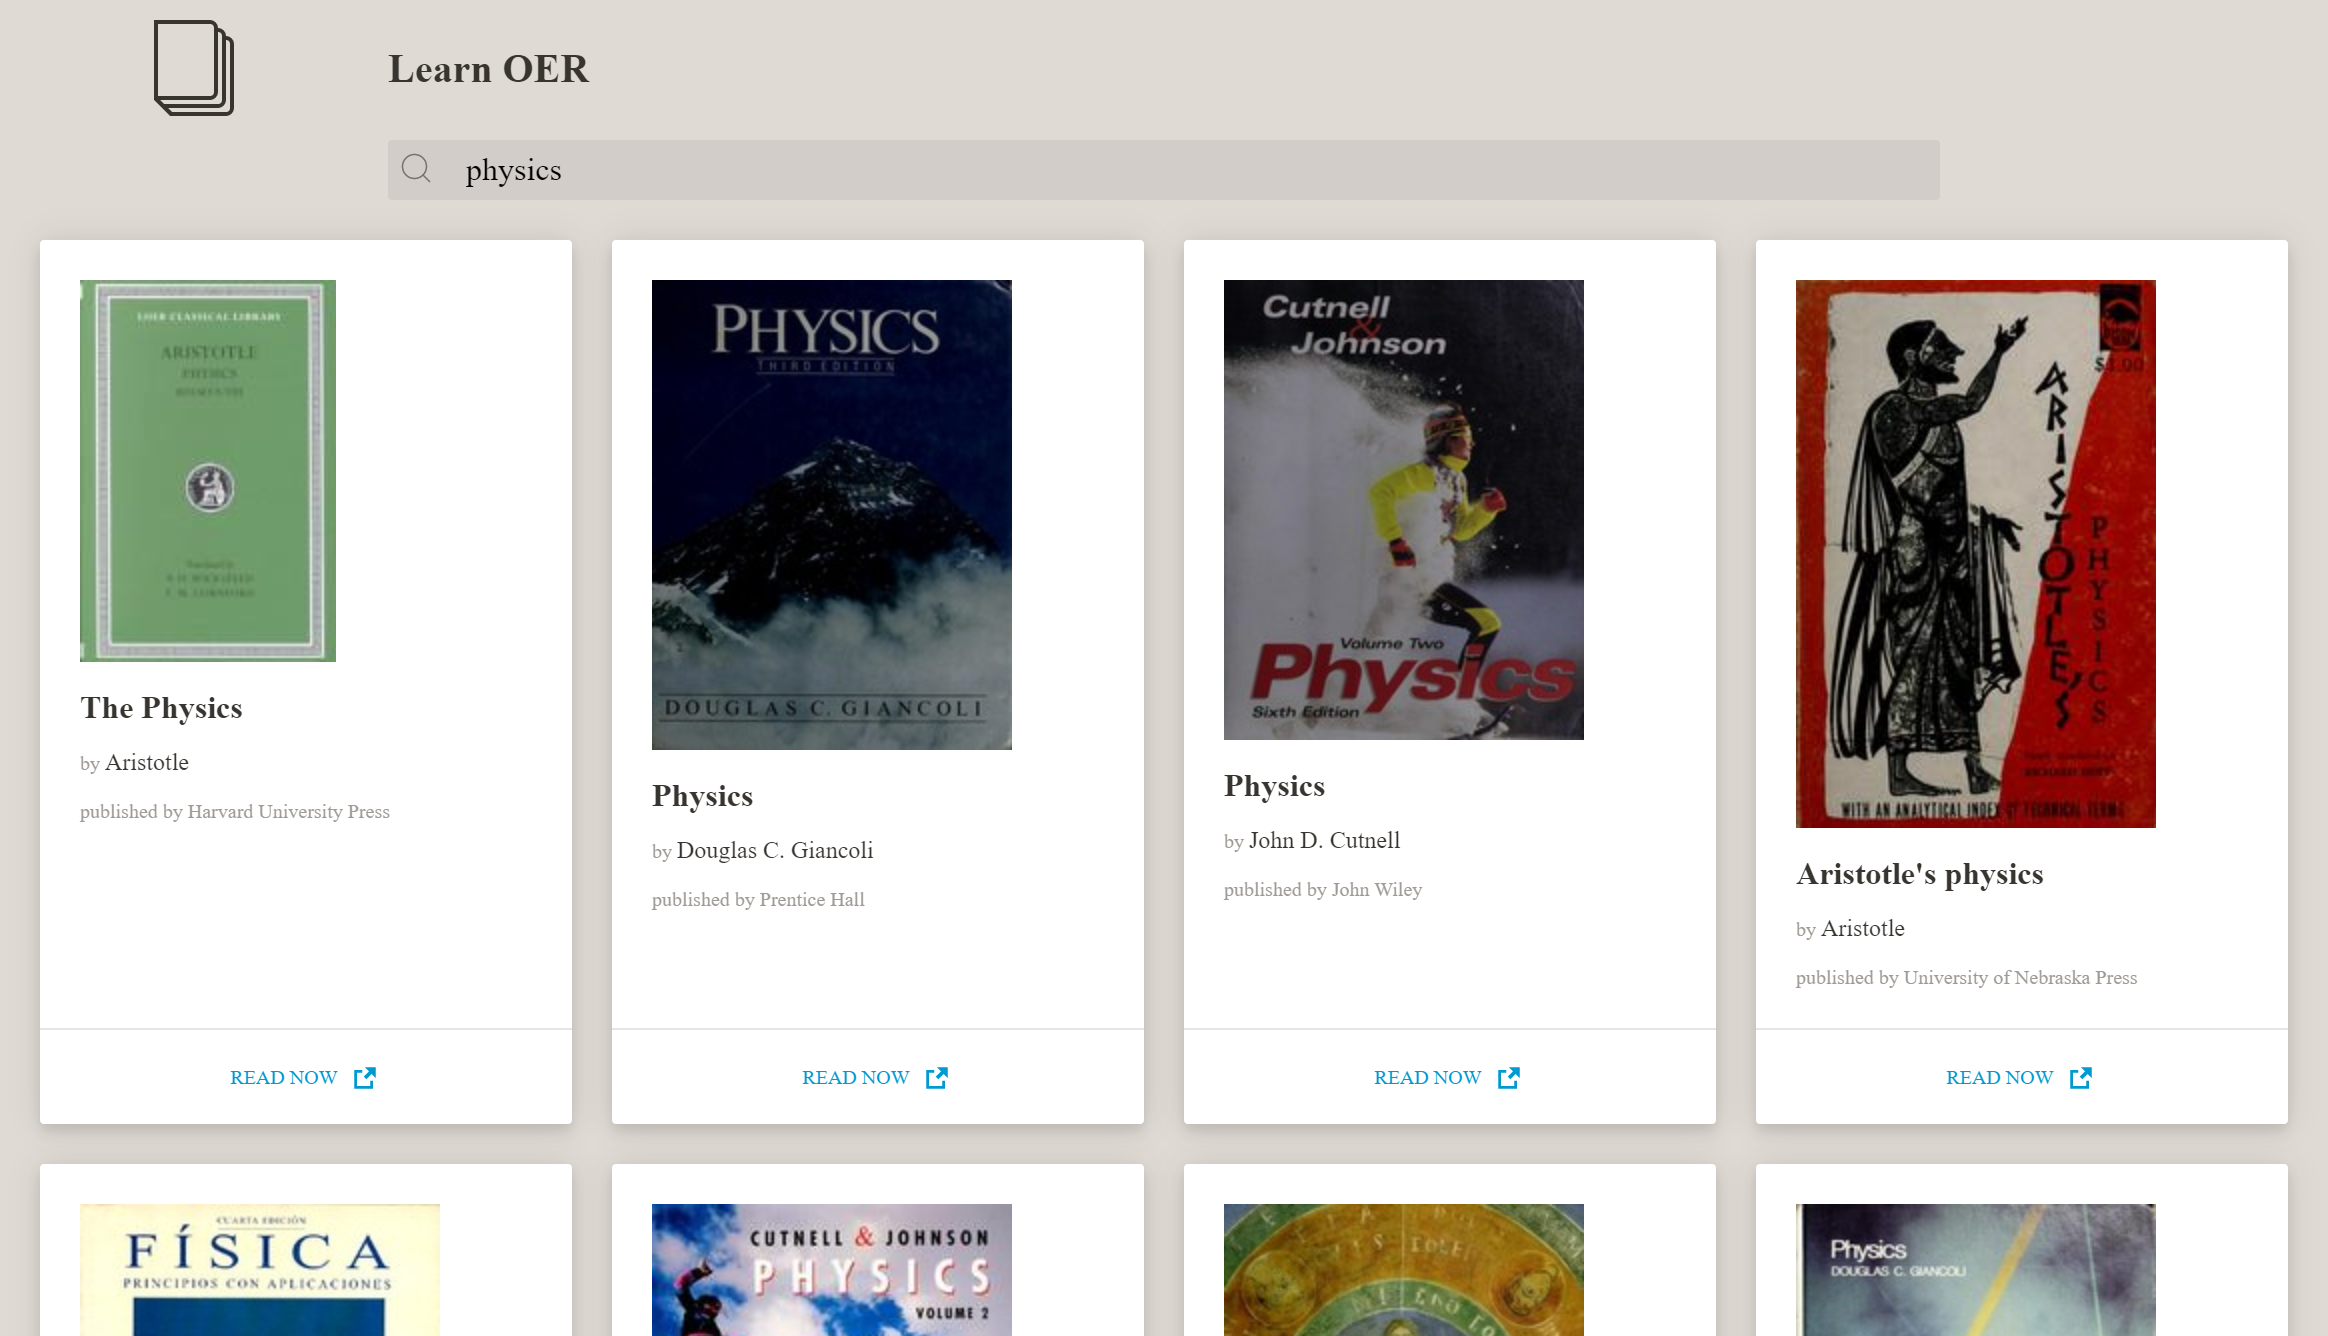 Learn OER
physics
LOEB CLASSICAL LIBRARY
ARISTOTLE
PHYSICS
The Physics
by Aristotle
published by Harvard University Press
READ NOW
PHYSICS
THIRD EDITION
DOUGLAS C. GIANCOLI
Physics
by Douglas C. Giancoli
published by Prentice Hall
READ NOW
Cutnell
&
Johnson
Volume Two
Physics
Sixth Edition
Physics
by John D. Cutnell
published by John Wiley
READ NOW
$1.00
ARISTOTLE'S
PHYSICS
WITH AN ANALYTICAL INDEX OF TECHNICAL TERMS
Aristotle's physics
by Aristotle
published by University of Nebraska Press
READ NOW
CUARTA EDICIÓN
FÍSICA
PRINCIPIOS CON APLICACIONES
CUTNELL & JOHNSON
PHYSICS
VOLUME 2
Physics
DOUGLAS C. GIANCOLI